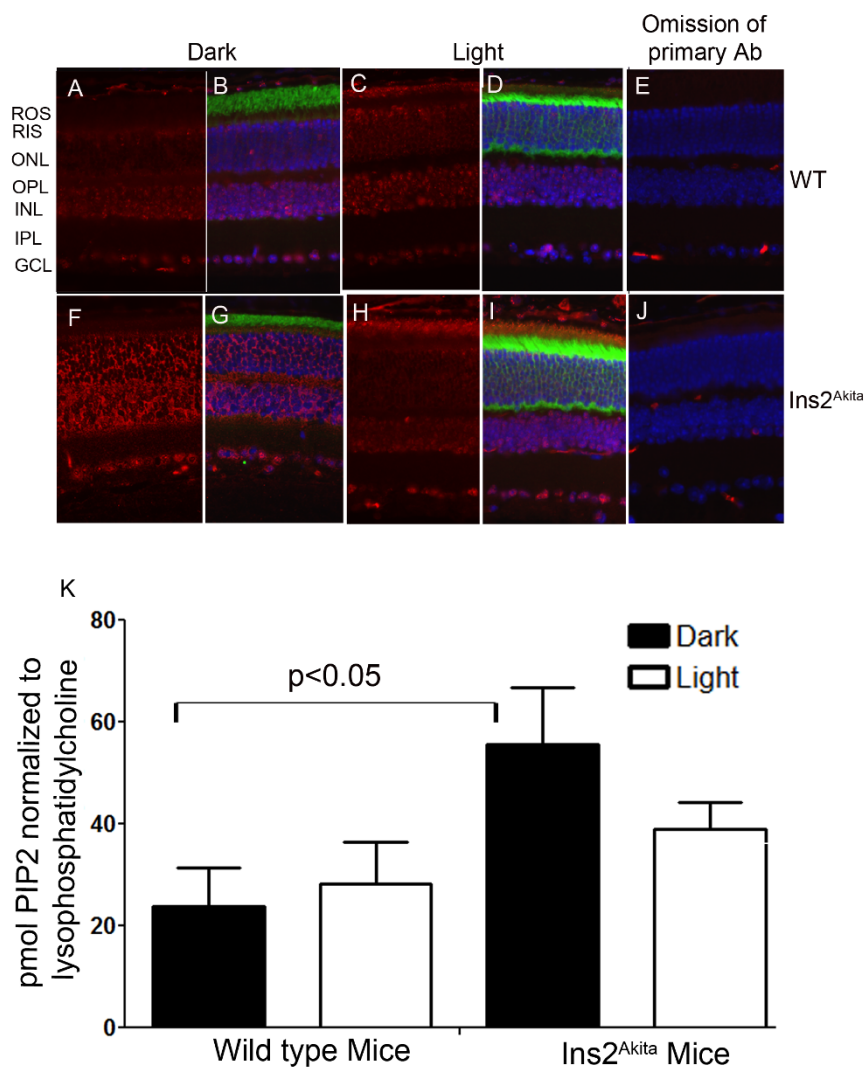 Dark
Light
Omission of
primary Ab
A
B
C
D
E
ROS
RIS
ONL
OPL
INL
IPL
GCL
WT
F
G
H
I
J
Ins2Akita
K
pmol PIP2 normalized to
lysophosphatidylcholine
80
60
40
20
0
p<0.05
Dark
Light
Wild type Mice
Ins2Akita Mice